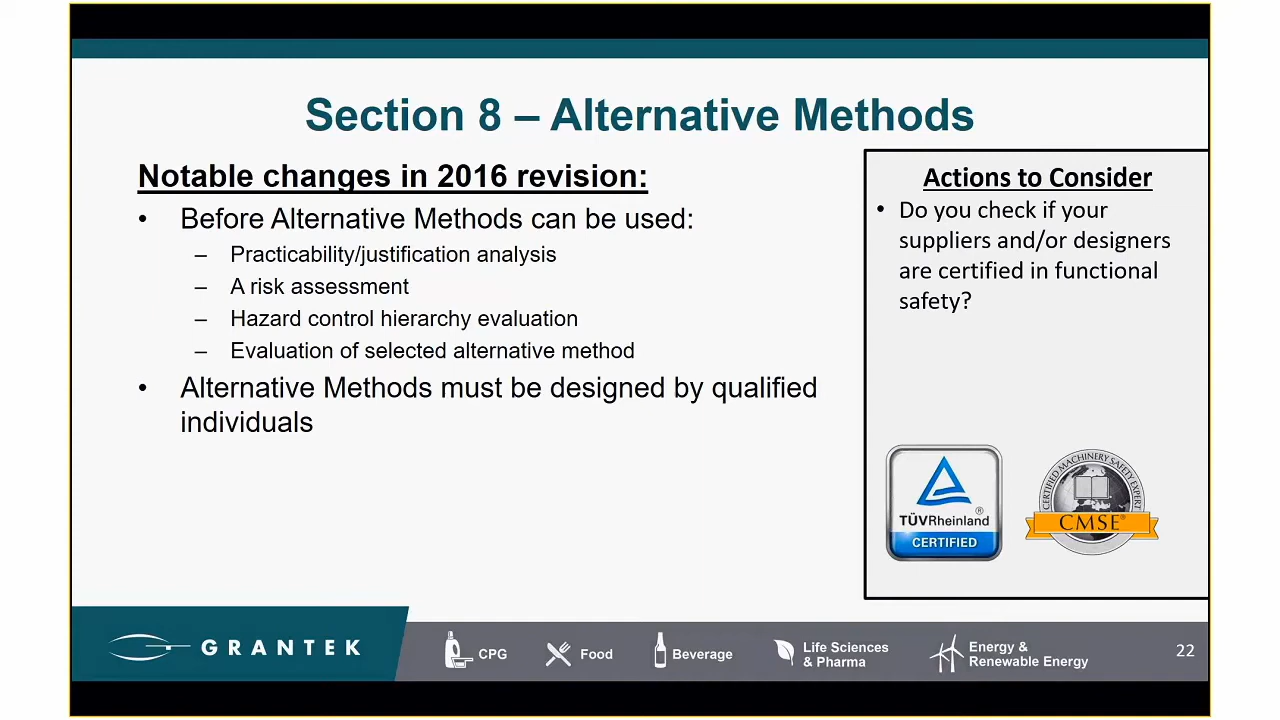 Section 8 – Alternative Methods
Notable changes in 2016 revision:
• Before Alternative Methods can be used:
– Practicability/justification analysis
– A risk assessment
– Hazard control hierarchy evaluation
– Evaluation of selected alternative method
• Alternative Methods must be designed by qualified
individuals
Actions to Consider
• Do you check if your
suppliers and/or designers
are certified in functional
safety?
TÜVRheinland®
CERTIFIED
CERTIFIED MACHINERY SAFETY EXPERT
CMSE®
GRANTEK
CPG
Food
Beverage
Life Sciences
& Pharma
Energy &
Renewable Energy
22